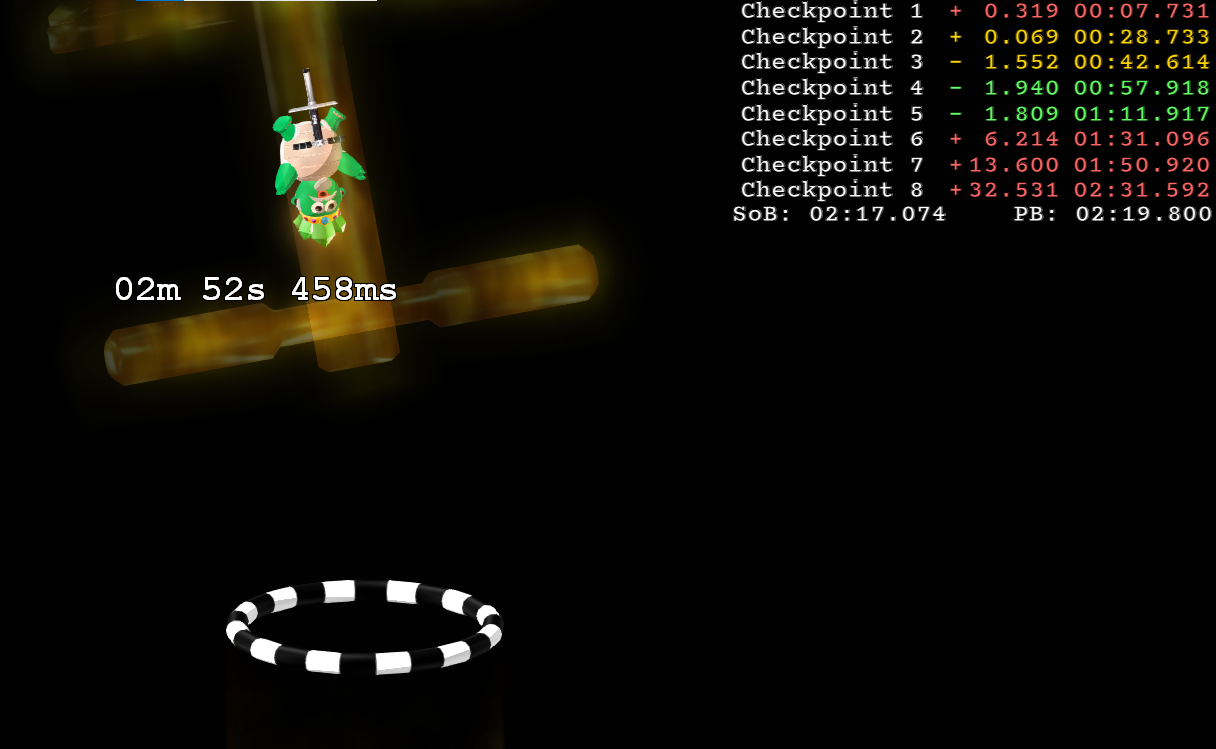 Checkpoint 1 + 0.319 00:07.731
Checkpoint 2 + 0.069 00:28.733
Checkpoint 3 - 1.552 00:42.614
Checkpoint 4 - 1.940 00:57.918
Checkpoint 5 - 1.809 01:11.917
Checkpoint 6 + 6.214 01:31.096
Checkpoint 7 +13.600 01:50.920
Checkpoint 8 +32.531 02:31.592
SoB: 02:17.074 PB: 02:19.800
02m 52s 458ms